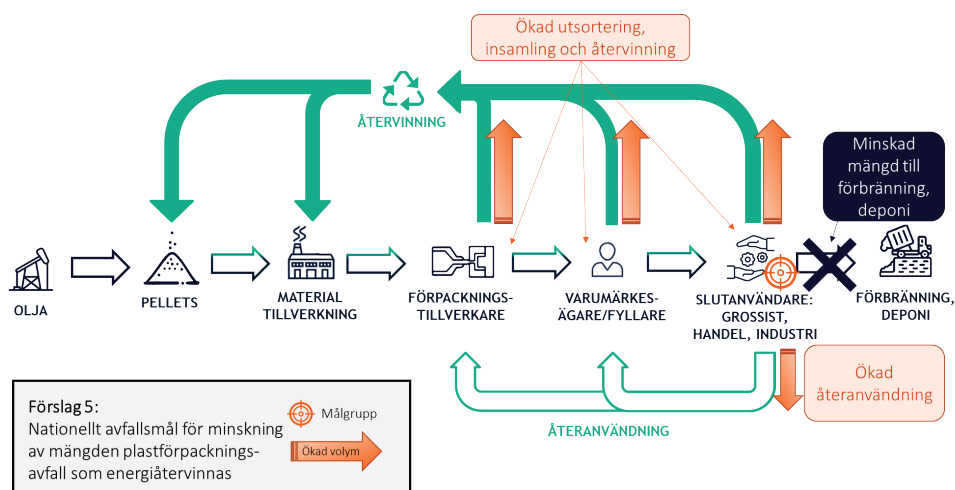 Ökad utsortering,
insamling och återvinning
ÅTERVINNING
Minskad
mängd till
förbränning,
deponi
OLJA
PELLETS
MATERIAL
TILLVERKNING
FÖRPACKNINGS-
TILLVERKARE
VARUMÄRKES-
ÄGARE/FYLLARE
SLUTANVÄNDARE:
GROSSIST,
HANDEL, INDUSTRI
FÖRBRÄNNING,
DEPONI
Ökad
återanvändning
ÅTERANVÄNDNING
Förslag 5:
Nationellt avfallsmål för minskning
av mängden plastförpacknings-
avfall som energiåtervinnas
Målgrupp
Ökad volym